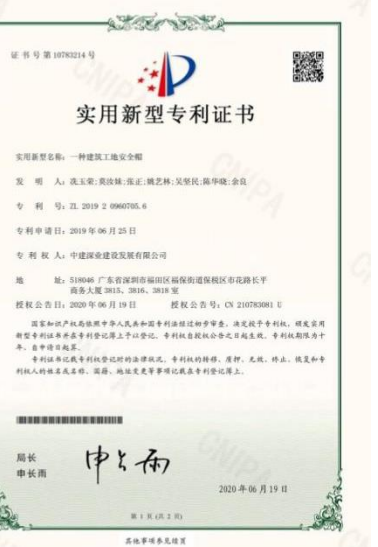 证书号第10783214号
实用新型专利证书
实用新型名称：一种建筑工地安全帽
发 明 人：冼玉荣;莫汝妹;张正;姚艺林;吴坚民;陈华晓;余良
专 利 号：ZL 2019 2 0960705.6
专利申请日：2019年06月25日
专 利 权 人：中建深业建设发展有限公司
地 址：518046 广东省深圳市福田区福保街道保税区市花路长平
商务大厦3815、3816、3818室
授权公告日：2020年06月19日 授权公告号：CN 210783081 U
国家知识产权局依照中华人民共和国专利法经过初步审查，决定授予专利权，颁发实用
新型专利证书并在专利登记簿上予以登记。专利权自授权公告之日起生效。专利权期限为十
年，自申请日起算。
专利证书记载专利权登记时的法律状况。专利权的转移、质押、无效、终止、恢复和专
利权人的姓名或名称、国籍、地址变更等事项记载在专利登记簿上。
局长
申长雨
申长雨
2020年06月19日
第 1 页 (共 2 页)
其他事项参见续页
CNIPA